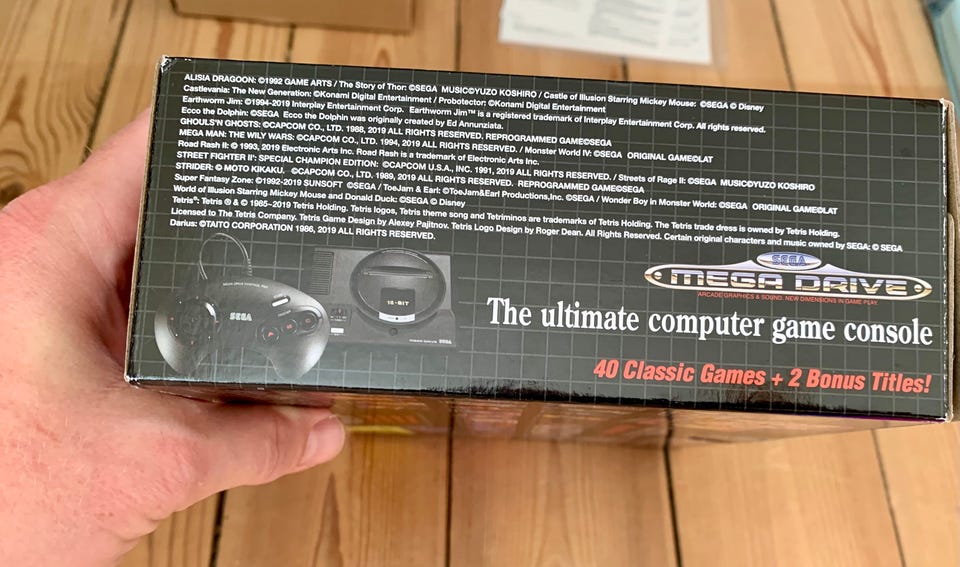 ALISIA DRAGOON: ©1992 GAME ARTS / The Story of Thor: ©SEGA MUSIC©YUZO KOSHIRO / Castle of Illusion Starring Mickey Mouse: ©SEGA © Disney
Castlevania: The New Generation: ©Konami Digital Entertainment / Probotector: ©Konami Digital Entertainment
Earthworm Jim: ©1994-2019 Interplay Entertainment Corp. Earthworm Jim™ is a registered trademark of Interplay Entertainment Corp. All rights reserved.
Ecco the Dolphin: ©SEGA Ecco the Dolphin was originally created by Ed Annunziata.
GHOULS'N GHOSTS: ©CAPCOM CO., LTD. 1988, 2019 ALL RIGHTS RESERVED. REPROGRAMMED GAME©SEGA
MEGA MAN: THE WILY WARS: ©CAPCOM CO., LTD. 1994, 2019 ALL RIGHTS RESERVED. / Monster World IV: ©SEGA ORIGINAL GAME©LAT
Road Rash II: © 1993, 2019 Electronic Arts Inc. Road Rash is a trademark of Electronic Arts Inc.
STREET FIGHTER II': SPECIAL CHAMPION EDITION: ©CAPCOM U.S.A., INC. 1991, 2019 ALL RIGHTS RESERVED. / Streets of Rage II: ©SEGA MUSIC©YUZO KOSHIRO
STRIDER: © MOTO KIKAKU. ©CAPCOM CO., LTD. 1989, 2019 ALL RIGHTS RESERVED. REPROGRAMMED GAME©SEGA
Super Fantasy Zone: ©1992-2019 SUNSOFT ©SEGA / ToeJam & Earl: ©ToeJam&Earl Productions,Inc. ©SEGA / Wonder Boy in Monster World: ©SEGA ORIGINAL GAME©LAT
World of Illusion Starring Mickey Mouse and Donald Duck: ©SEGA © Disney
Tetris®: Tetris ® & © 1985~2019 Tetris Holding. Tetris logos, Tetris theme song and Tetriminos are trademarks of Tetris Holding. The Tetris trade dress is owned by Tetris Holding.
Licensed to The Tetris Company. Tetris Game Design by Alexey Pajitnov. Tetris Logo Design by Roger Dean. All Rights Reserved. Certain original characters and music owned by SEGA: © SEGA
Darius: ©TAITO CORPORATION 1986, 2019 ALL RIGHTS RESERVED.
SEGA
MEGA DRIVE
ARCADE GRAPHICS & SOUND. NEW DIMENSIONS IN GAME PLAY.
SEGA
16-BIT
The ultimate computer game console
40 Classic Games + 2 Bonus Titles!